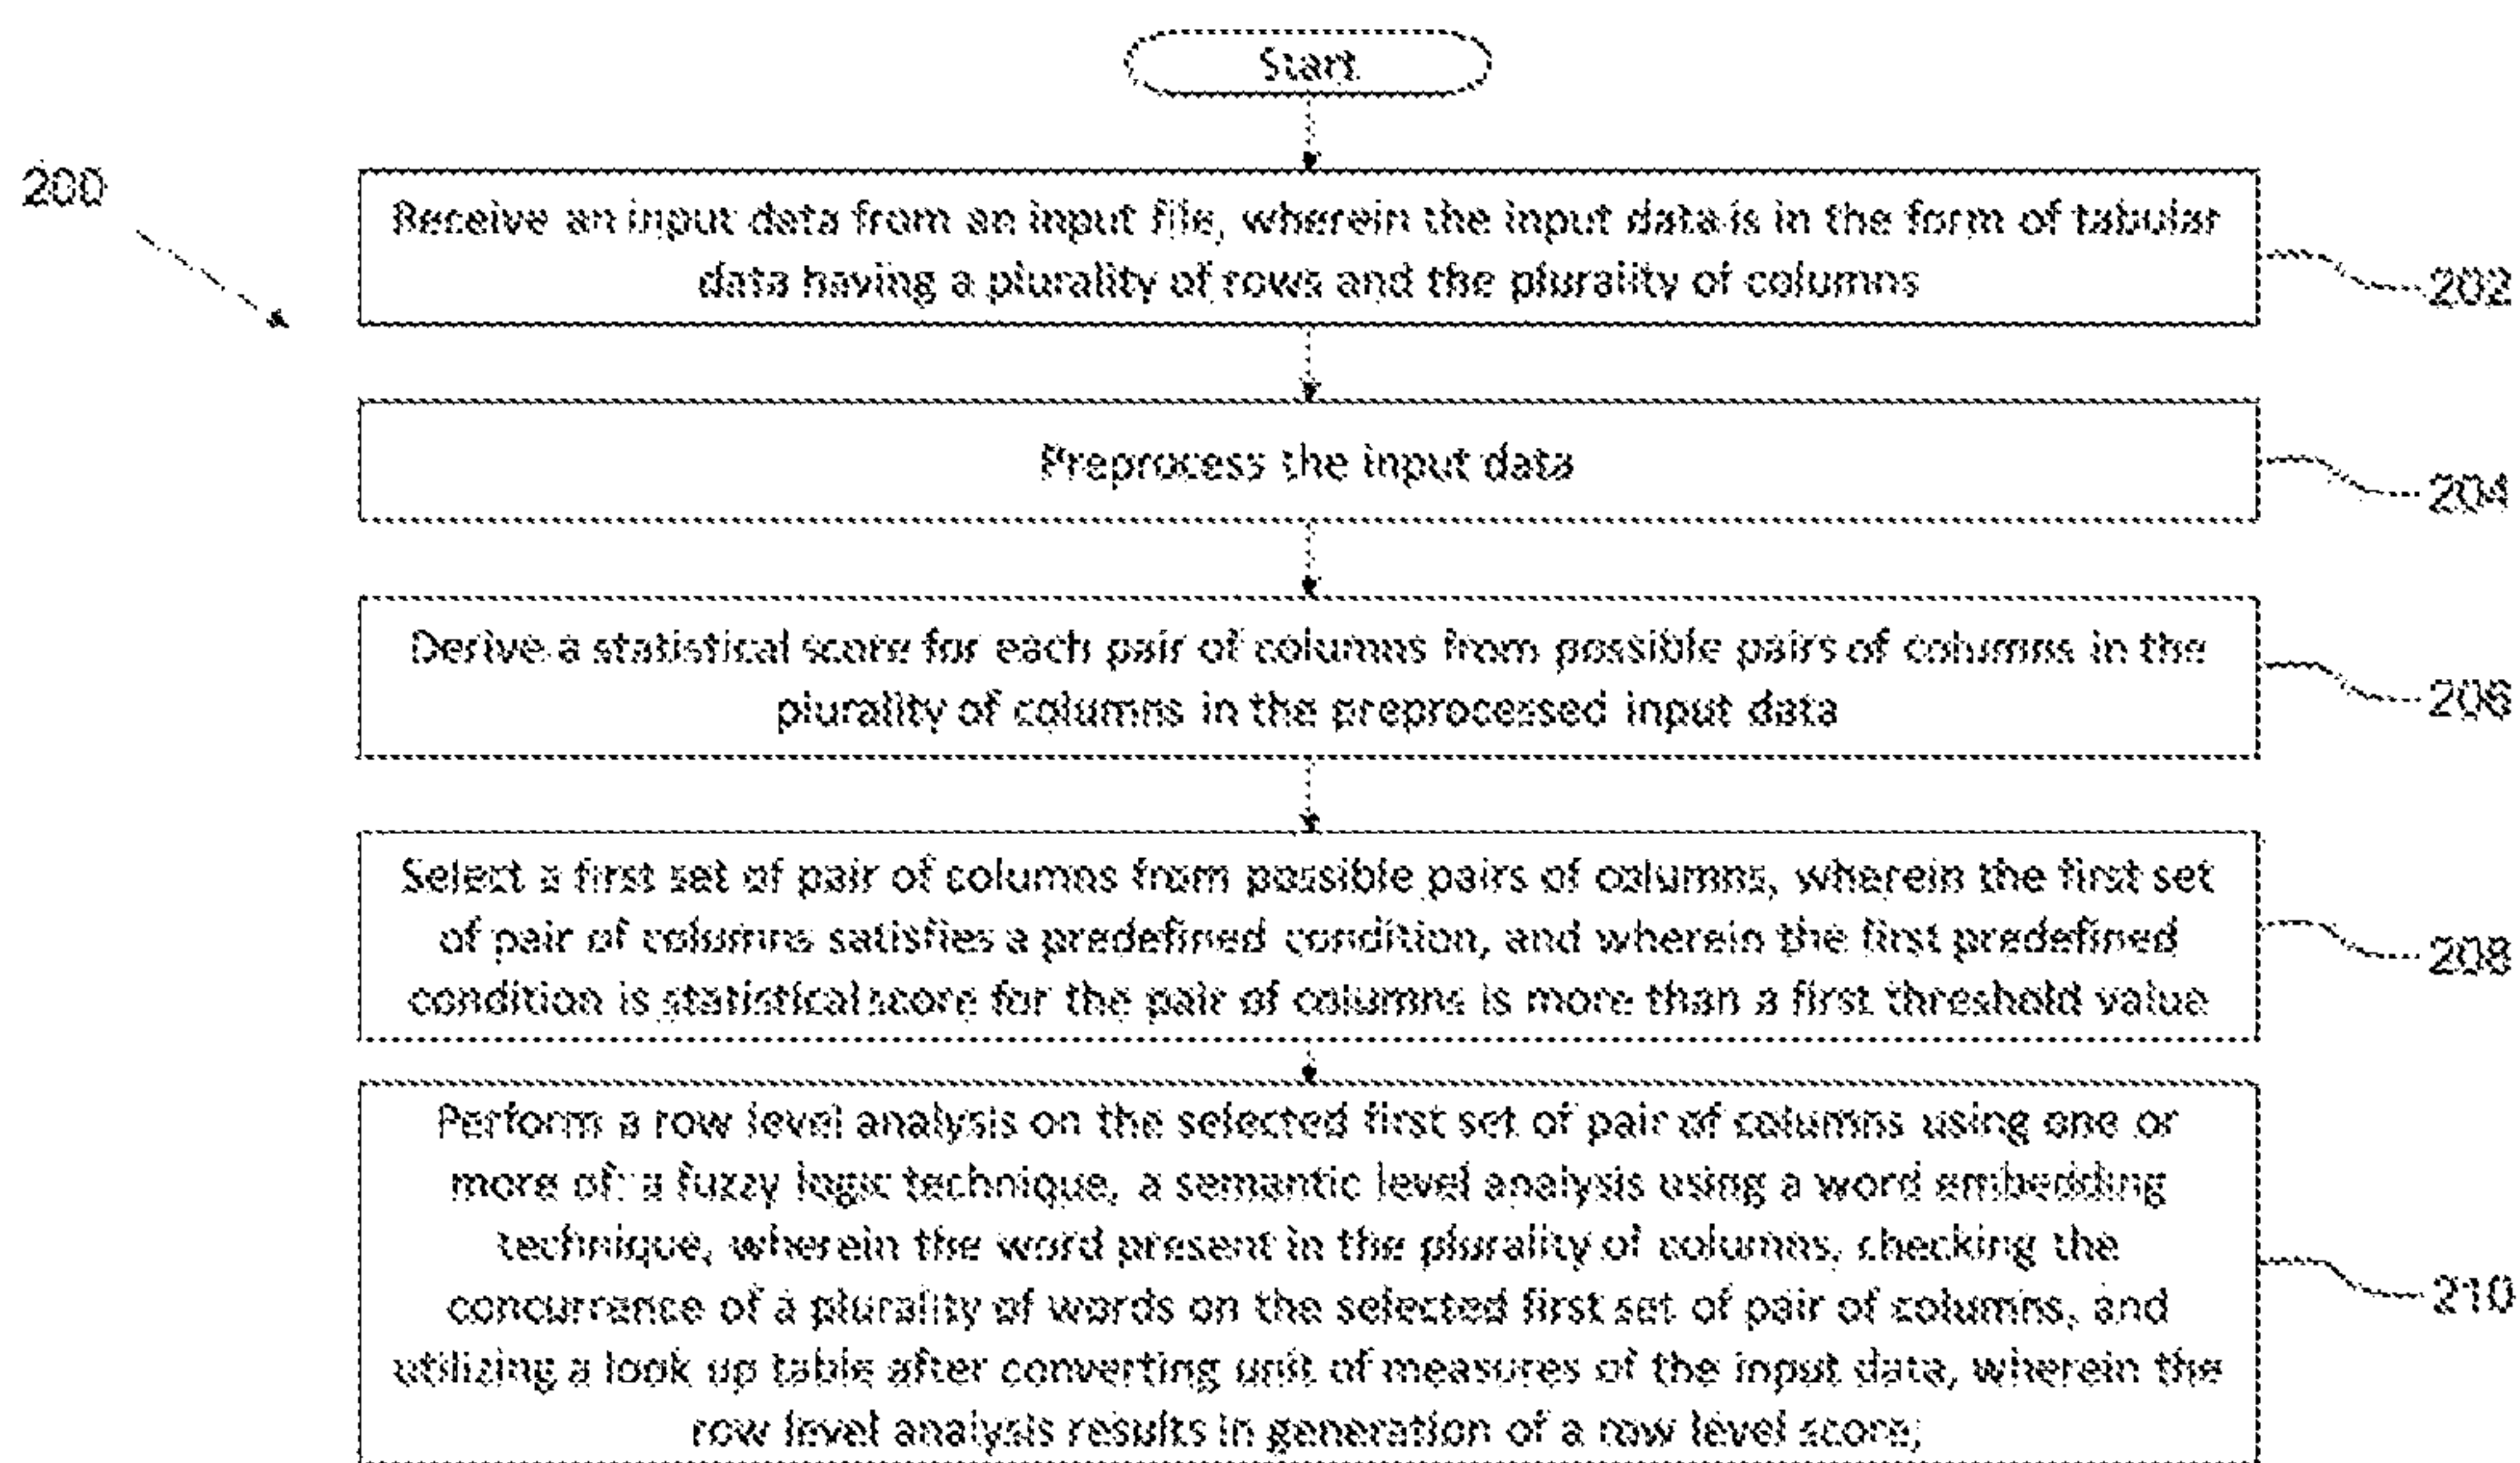 Start
200
Receive an input data from an input file, wherein the input data is in the form of tabular
data having a plurality of rows and the plurality of columns
202
Preprocess the input data
204
Derive a statistical score for each pair of columns from possible pairs of columns in the
plurality of columns in the preprocessed input data
206
Select a first set of pair of columns from possible pairs of columns, wherein the first set
of pair of columns satisfies a predefined condition, and wherein the first predefined
condition is statistical score for the pair of columns is more than a first threshold value
208
Perform a row level analysis on the selected first set of pair of columns using one or
more of: a fuzzy logic technique, a semantic level analysis using a word embedding
technique, wherein the word present in the plurality of columns, checking the
concurrance of a plurality of words on the selected first set of pair of columns, and
utilizing a look up table after converting unit of measures of the input data, wherein the
row level analysis results in generation of a row level score;
210